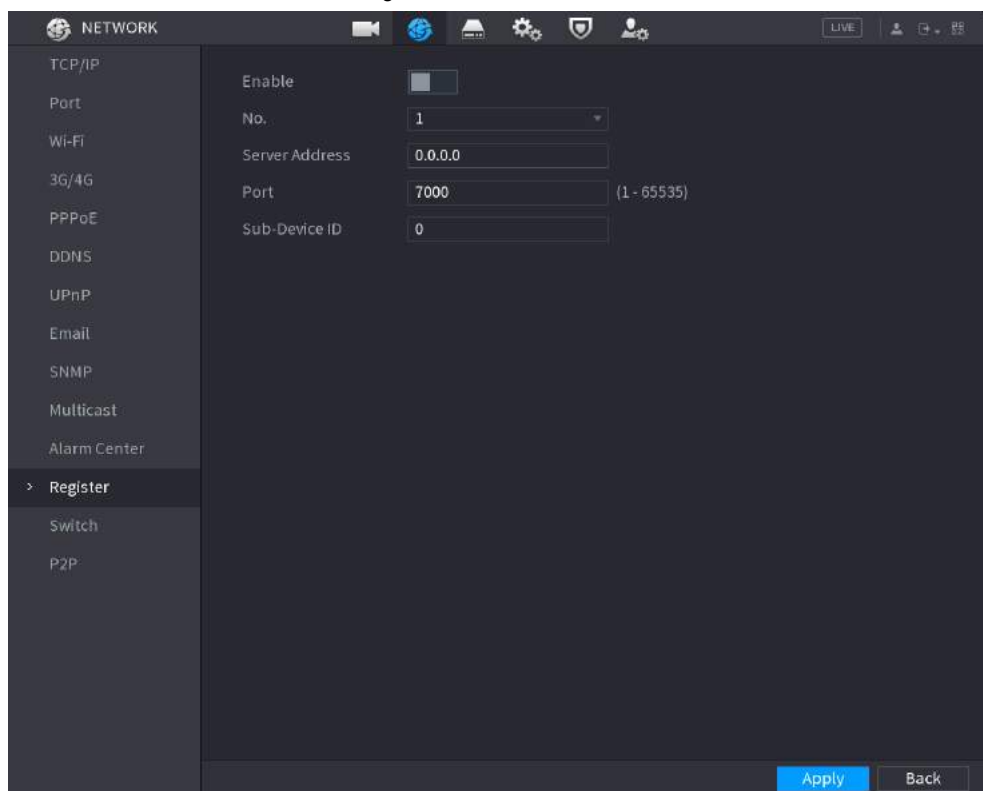 NETWORK
LIVE
TCP/IP
Port
Wi-Fi
3G/4G
PPPoE
DDNS
UPnP
Email
SNMP
Multicast
Alarm Center
> Register
Switch
P2P
Enable
No. 1
Server Address 0.0.0.0
Port 7000 (1 - 65535)
Sub-Device ID 0
Apply Back